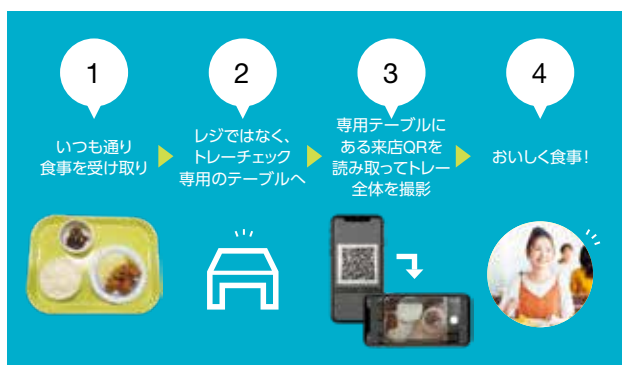 1
いつも通り
食事を受け取り
2
レジではなく、
トレーチェック
専用のテーブルへ
3
専用テーブルに
ある来店QRを
読み取ってトレー
全体を撮影
4
おいしく食事!